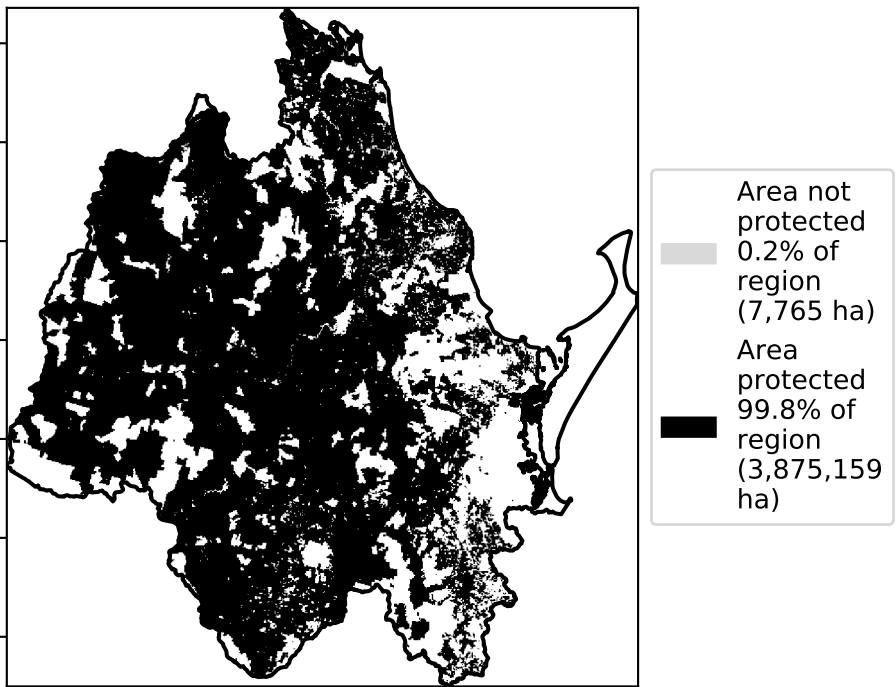 Area not
protected
0.2% of
region
(7,765 ha)
Area
protected
99.8% of
region
(3,875,159
ha)